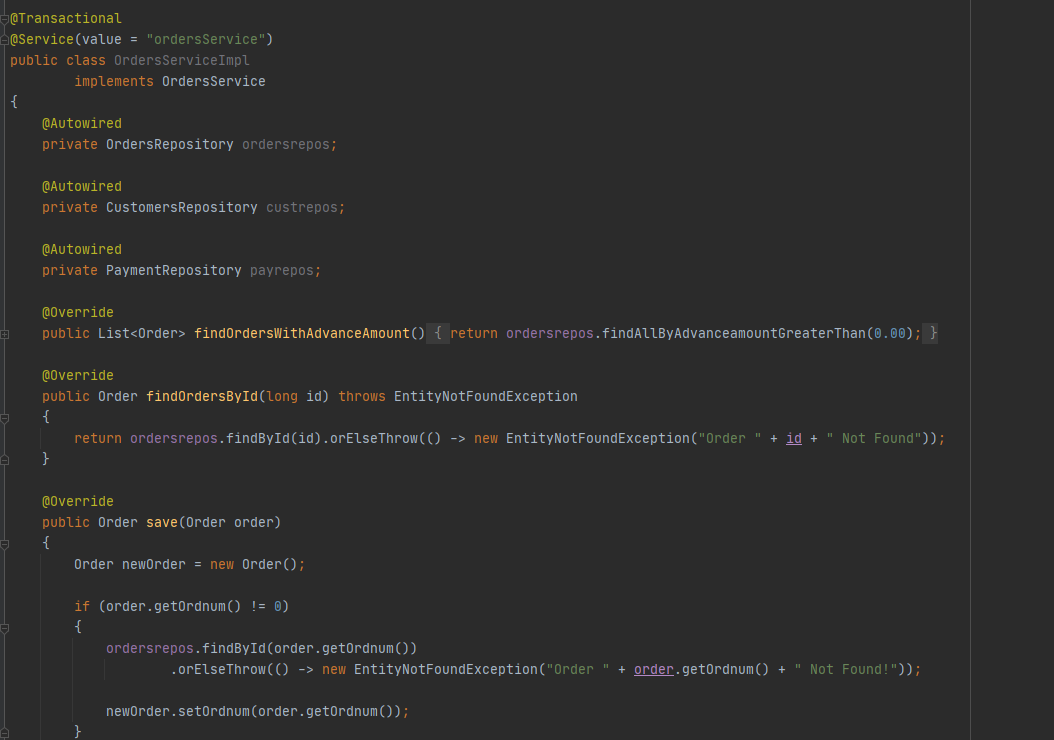 @Transactional
@Service(value = "ordersService")
public class OrdersServiceImpl
        implements OrdersService
{
    @Autowired
    private OrdersRepository ordersrepos;

    @Autowired
    private CustomersRepository custrepos;

    @Autowired
    private PaymentRepository payrepos;

    @Override
    public List<Order> findOrdersWithAdvanceAmount() { return ordersrepos.findAllByAdvanceamountGreaterThan(0.00); }

    @Override
    public Order findOrdersById(long id) throws EntityNotFoundException
    {
        return ordersrepos.findById(id).orElseThrow(() -> new EntityNotFoundException("Order " + id + " Not Found"));
    }

    @Override
    public Order save(Order order)
    {
        Order newOrder = new Order();

        if (order.getOrdnum() != 0)
        {
            ordersrepos.findById(order.getOrdnum())
                    .orElseThrow(() -> new EntityNotFoundException("Order " + order.getOrdnum() + " Not Found!"));

            newOrder.setOrdnum(order.getOrdnum());
        }